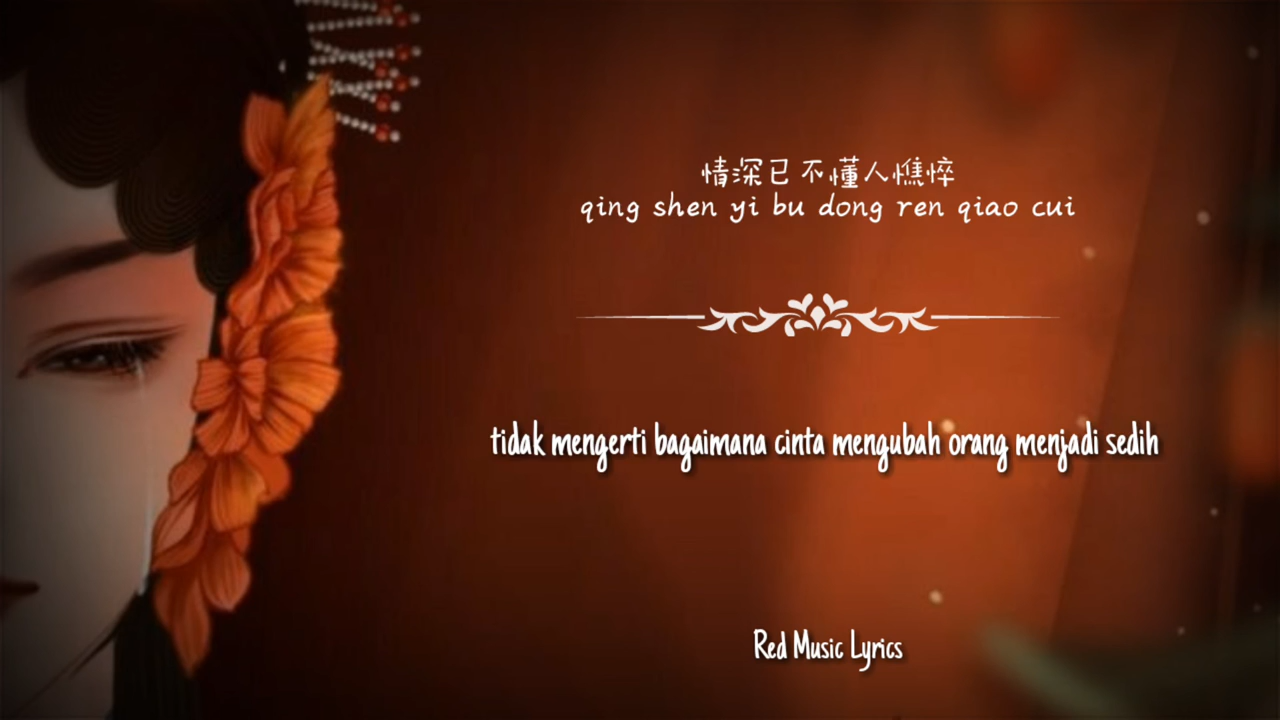 情深已不懂人憔悴
qing shen yi bu dong ren qiao cui
tidak mengerti bagaimana cinta mengubah orang menjadi sedih
Red Music Lyrics